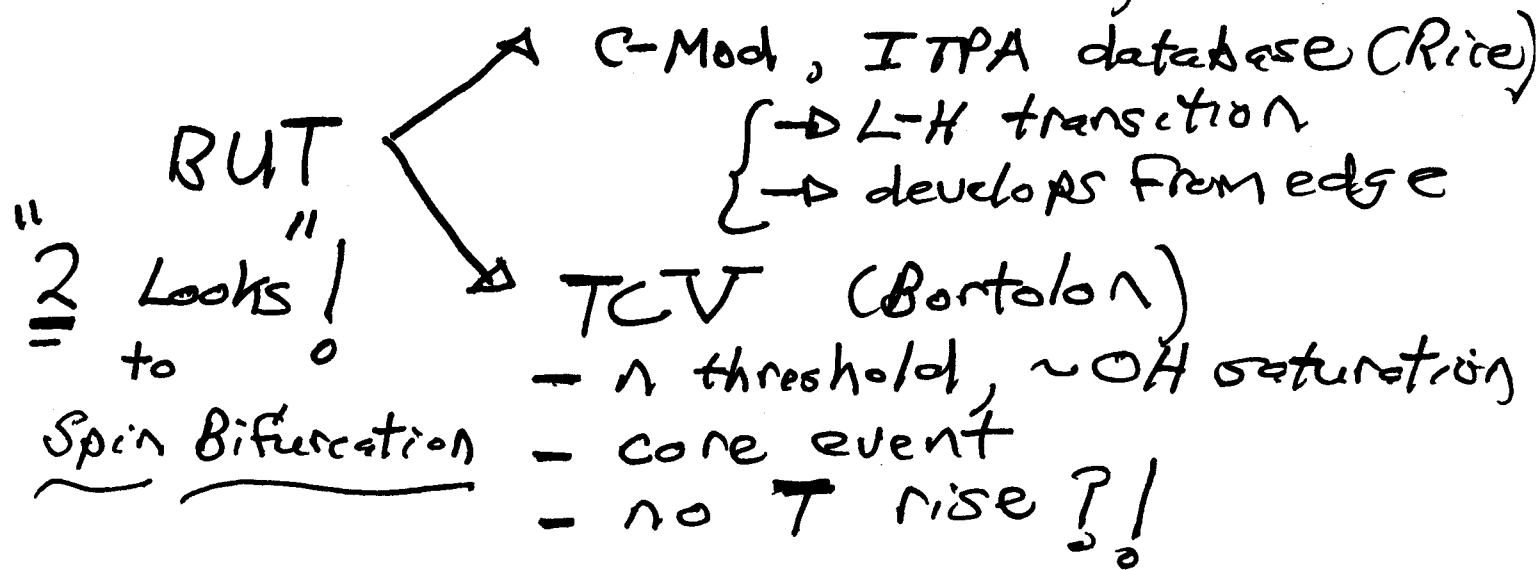 C-Mod, ITPA database (Rice)
→ L-H transition
→ develops from edge
BUT
"2 Looks"!
to
Spin Bifurcation
TCV (Bortolon)
- n threshold, ~OH saturation
- core event
- no T rise?!